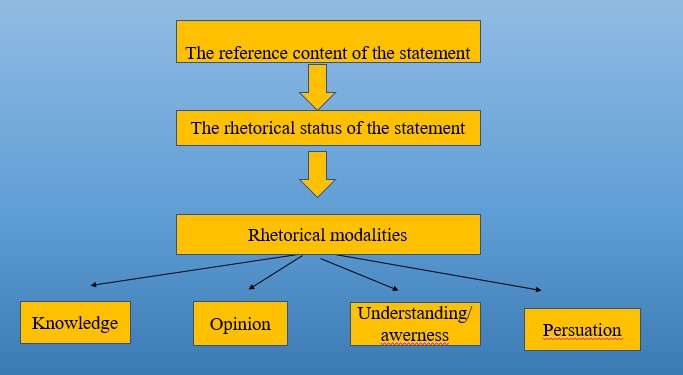 The reference content of the statement
The rhetorical status of the statement
Rhetorical modalities
Knowledge
Opinion
Understanding/
awerness
Persuation